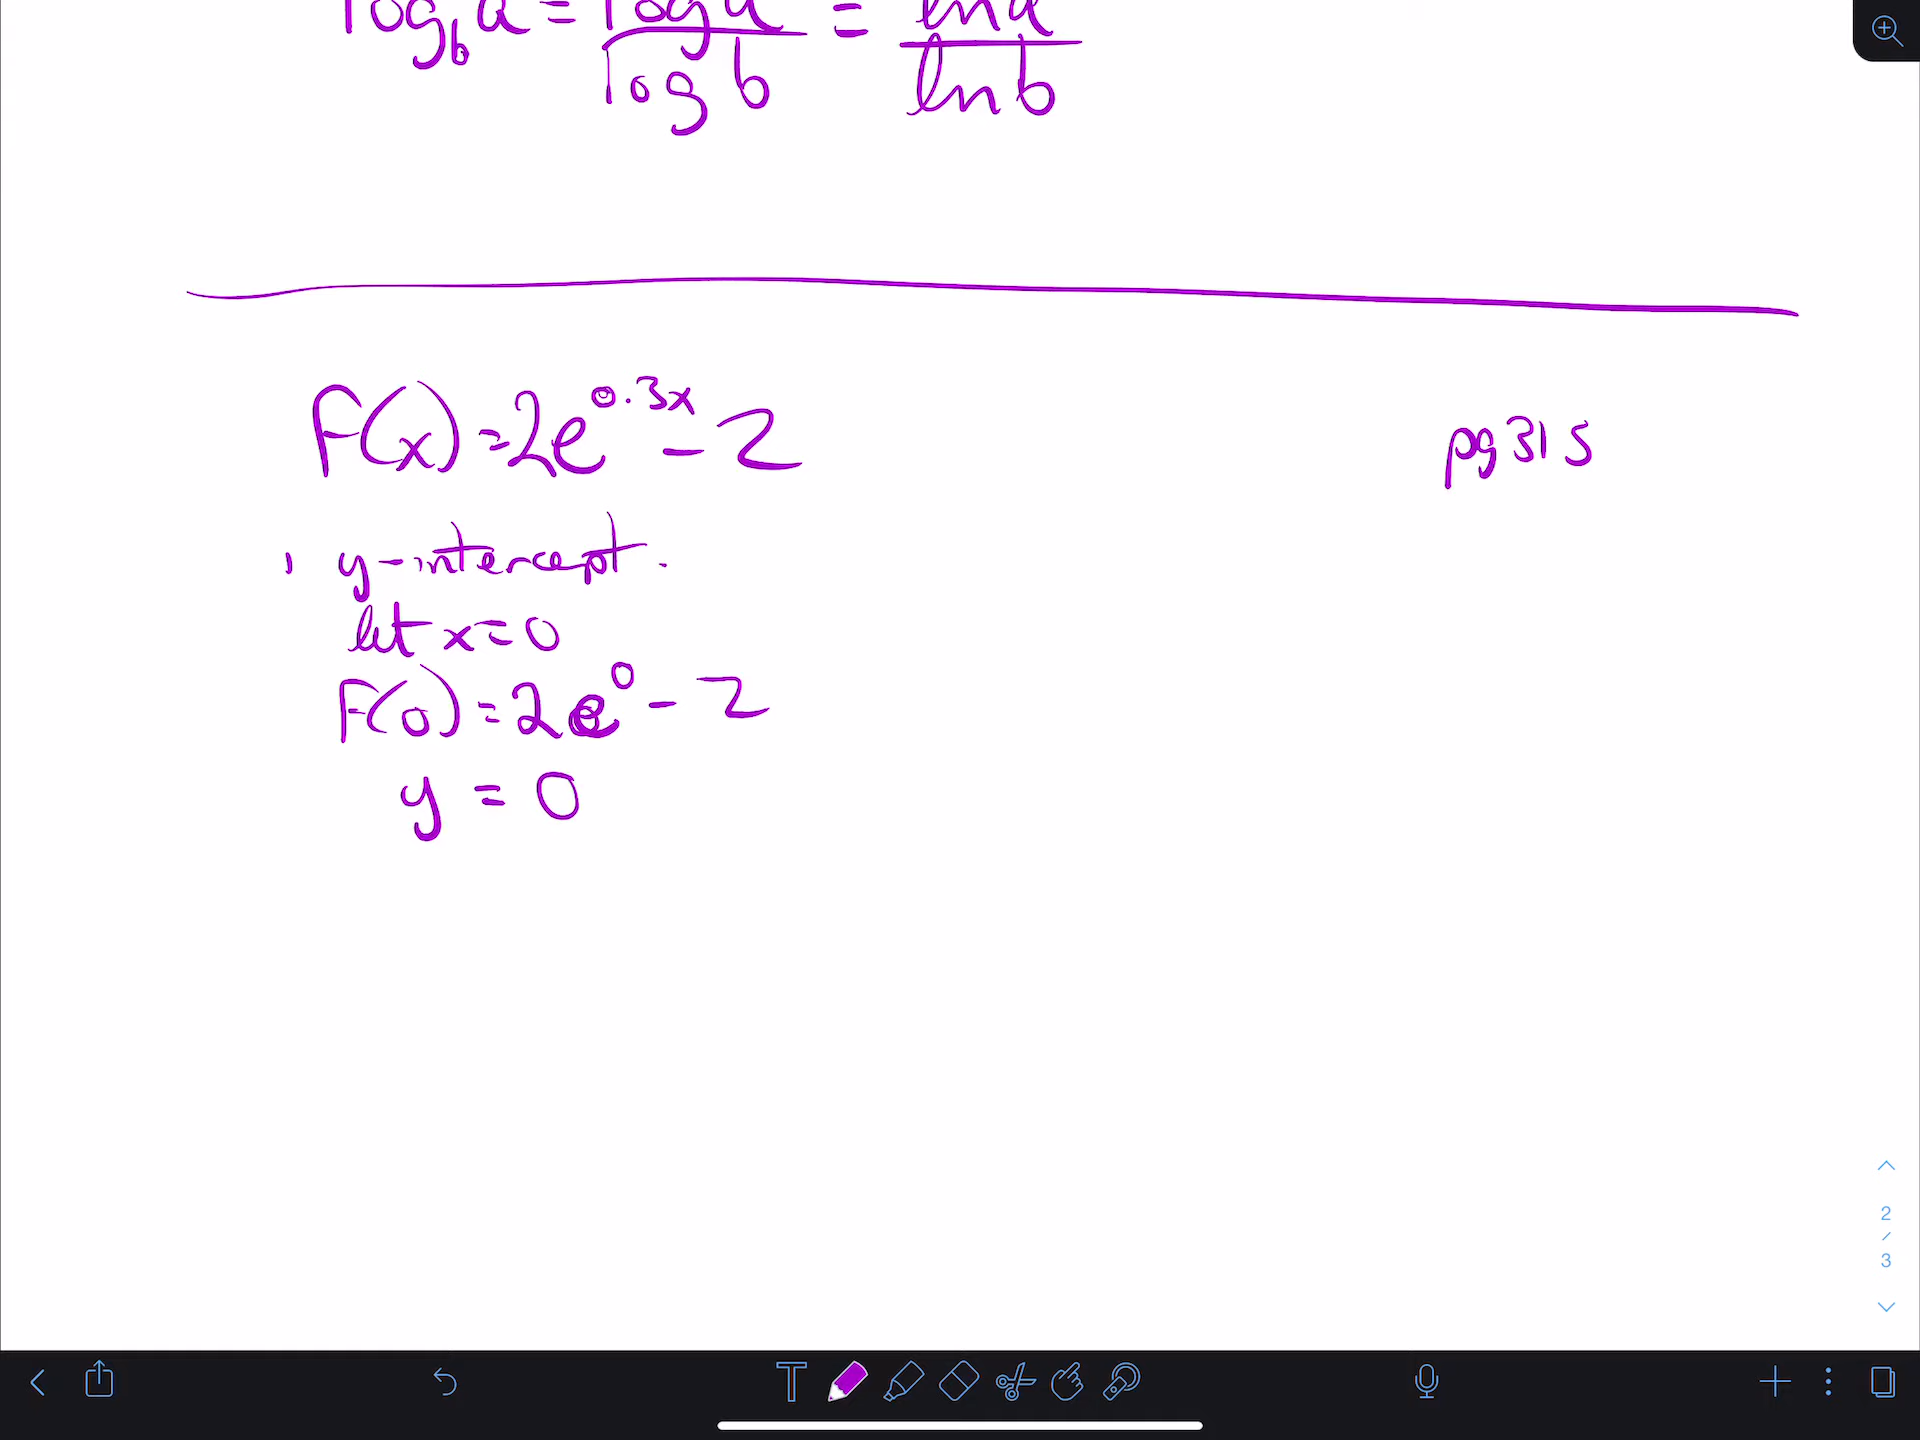 log_b a = log a / log b = ln a / ln b
F(x) = 2e^{0.3x} - 2
pg 315
1 y-intercept.
let x = 0
F(0) = 2e^0 - 2
y = 0
2
/
3
T